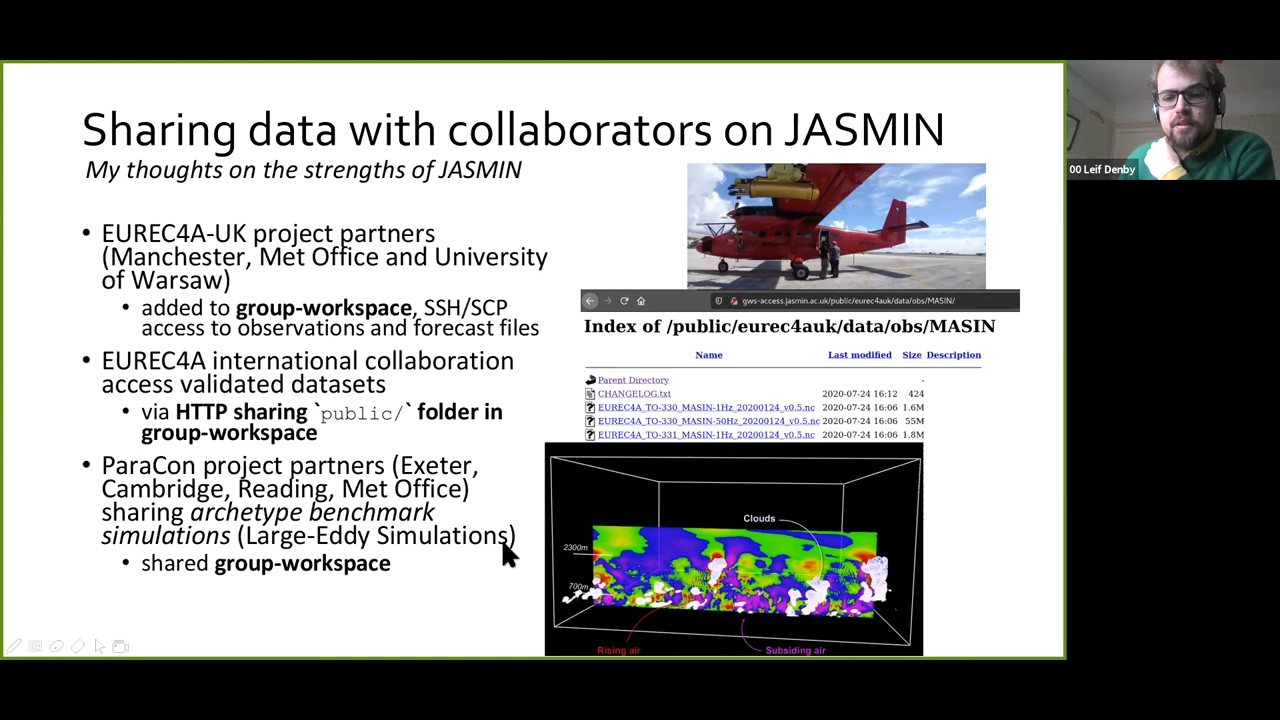 Sharing data with collaborators on JASMIN
My thoughts on the strengths of JASMIN
• EUREC4A-UK project partners
(Manchester, Met Office and University
of Warsaw)
• added to group-workspace, SSH/SCP
access to observations and forecast files
• EUREC4A international collaboration
access validated datasets
• via HTTP sharing `public/` folder in
group-workspace
• ParaCon project partners (Exeter,
Cambridge, Reading, Met Office)
sharing archetype benchmark
simulations (Large-Eddy Simulations)
• shared group-workspace
gws-access.jasmin.ac.uk/public/eurec4auk/data/obs/MASIN/
Index of /public/eurec4auk/data/obs/MASIN
Name Last modified Size Description
Parent Directory -
CHANGELOG.txt 2020-07-24 16:12 424
EUREC4A_TO-330_MASIN-1Hz_20200124_v0.5.nc 2020-07-24 16:06 1.6M
EUREC4A_TO-330_MASIN-50Hz_20200124_v0.5.nc 2020-07-24 16:06 55M
EUREC4A_TO-331_MASIN-1Hz_20200124_v0.5.nc 2020-07-24 16:06 1.8M
Clouds
2300m
700m
Rising air
Subsiding air
00 Leif Denby